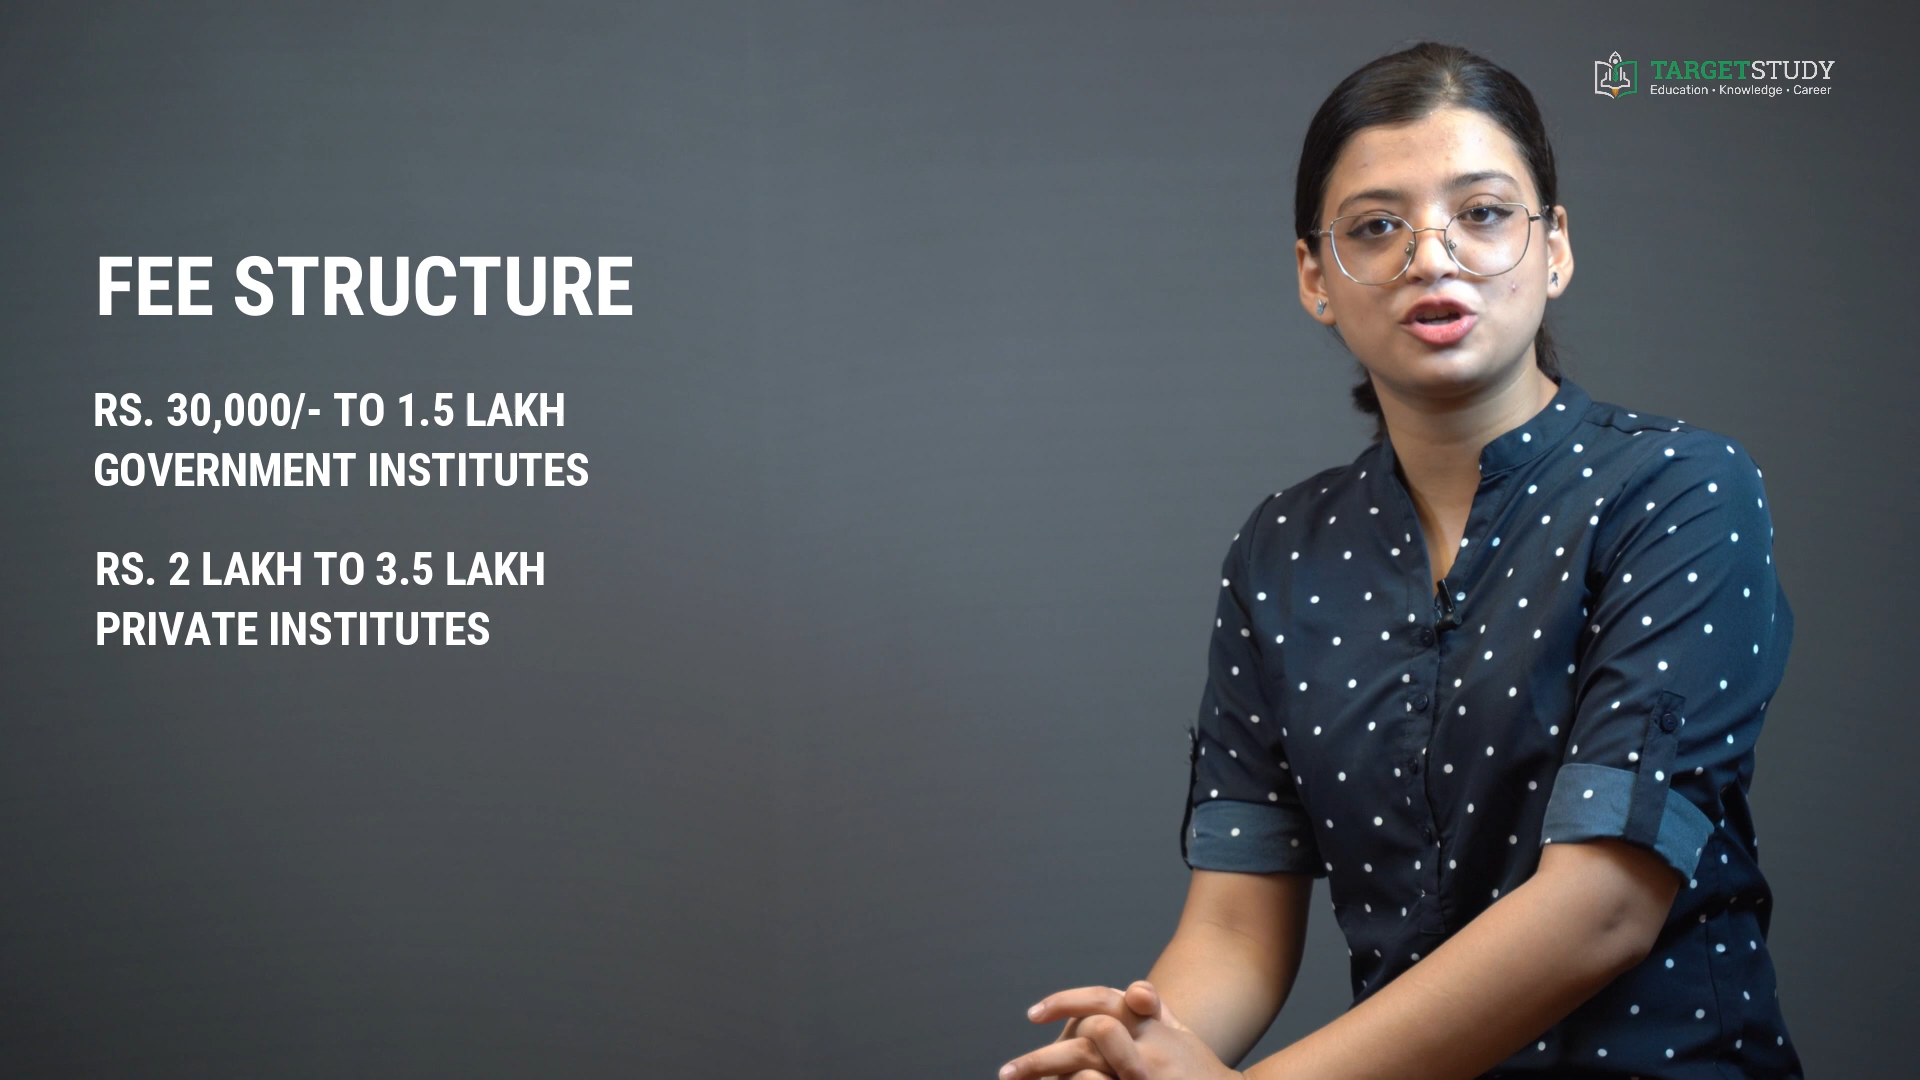 TARGETSTUDY
Education • Knowledge • Career
FEE STRUCTURE
RS. 30,000/- TO 1.5 LAKH
GOVERNMENT INSTITUTES
RS. 2 LAKH TO 3.5 LAKH
PRIVATE INSTITUTES